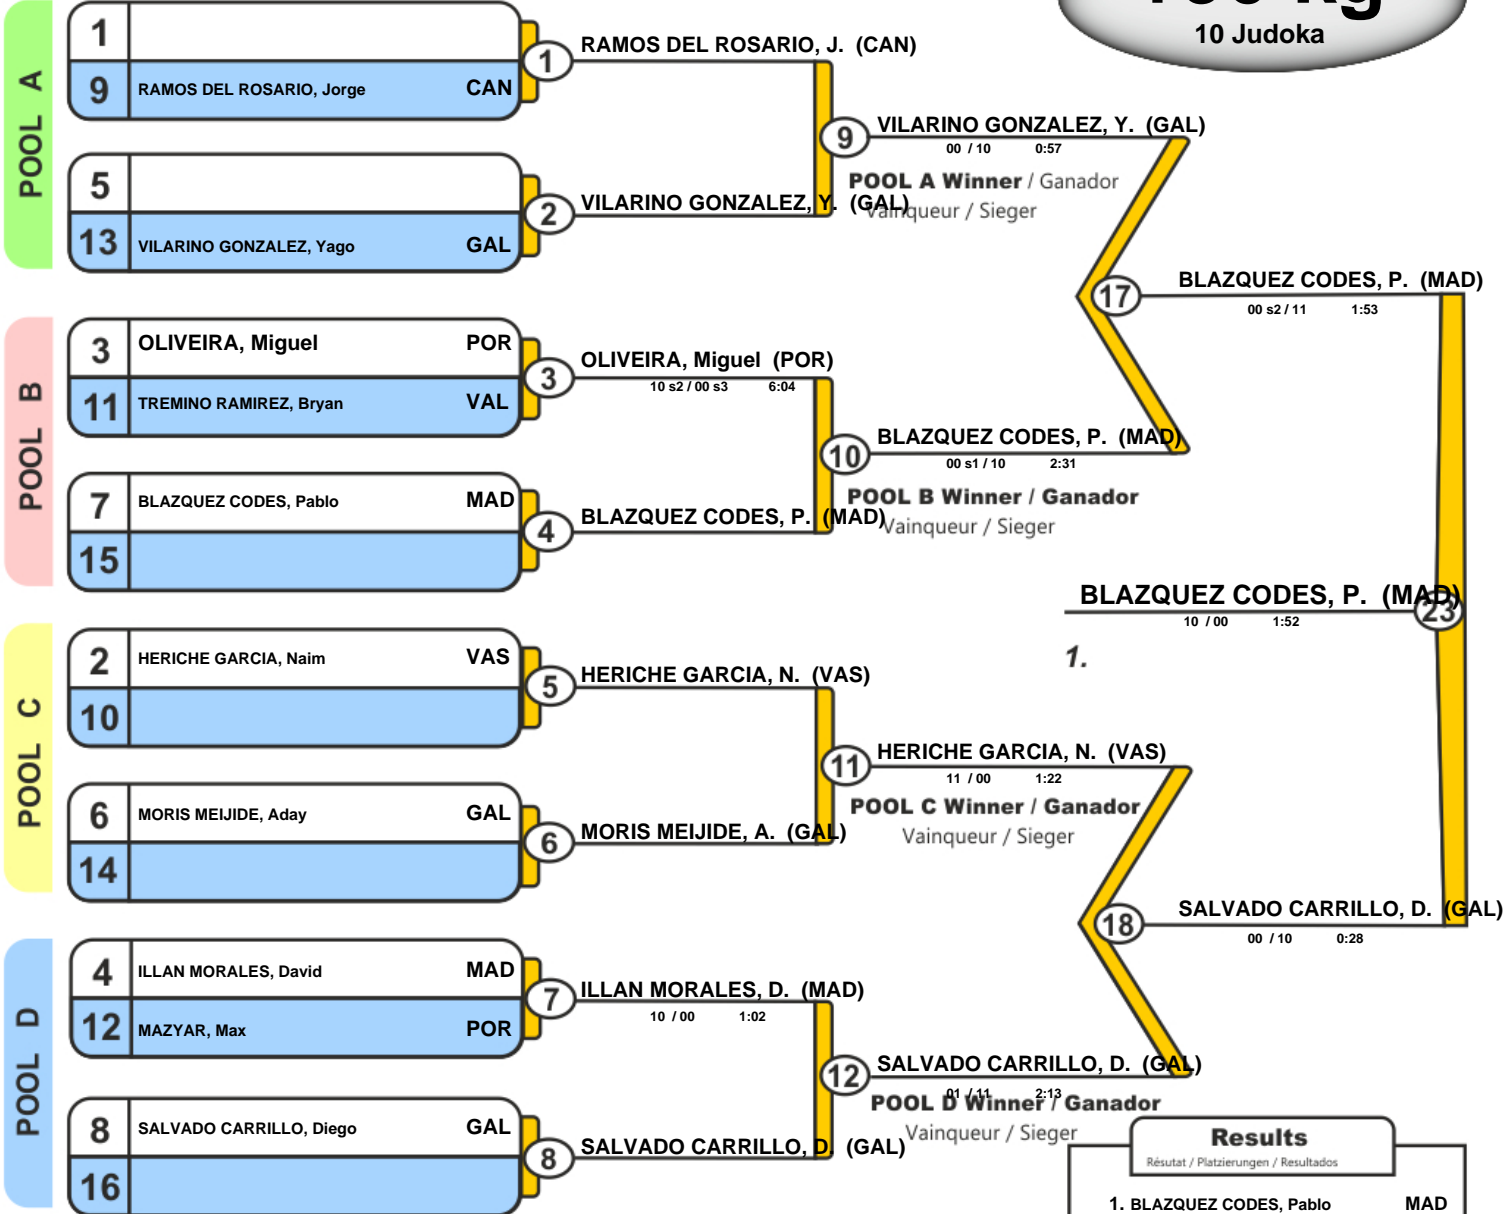 10 Judoka
POOL A
1
9 RAMOS DEL ROSARIO, Jorge CAN
5
13 VILARINO GONZALEZ, Yago GAL
1 RAMOS DEL ROSARIO, J. (CAN)
2 VILARINO GONZALEZ, Y. (GAL)
9 VILARINO GONZALEZ, Y. (GAL)
00 / 10 0:57
POOL A Winner / Ganador
Vainqueur / Sieger
POOL B
3 OLIVEIRA, Miguel POR
11 TREMINO RAMIREZ, Bryan VAL
7 BLAZQUEZ CODES, Pablo MAD
15
3 OLIVEIRA, Miguel (POR)
10 s2 / 00 s3 6:04
4 BLAZQUEZ CODES, P. (MAD)
10 BLAZQUEZ CODES, P. (MAD)
00 s1 / 10 2:31
POOL B Winner / Ganador
Vainqueur / Sieger
17 BLAZQUEZ CODES, P. (MAD)
00 s2 / 11 1:53
BLAZQUEZ CODES, P. (MAD) 23
10 / 00 1:52
1.
POOL C
2 HERICHE GARCIA, Naim VAS
10
6 MORIS MEIJIDE, Aday GAL
14
5 HERICHE GARCIA, N. (VAS)
6 MORIS MEIJIDE, A. (GAL)
11 HERICHE GARCIA, N. (VAS)
11 / 00 1:22
POOL C Winner / Ganador
Vainqueur / Sieger
18 SALVADO CARRILLO, D. (GAL)
00 / 10 0:28
POOL D
4 ILLAN MORALES, David MAD
12 MAZYAR, Max POR
8 SALVADO CARRILLO, Diego GAL
16
7 ILLAN MORALES, D. (MAD)
10 / 00 1:02
8 SALVADO CARRILLO, D. (GAL)
12 SALVADO CARRILLO, D. (GAL)
01 / 11 2:13
POOL D Winner / Ganador
Vainqueur / Sieger
Results
Résutat / Platzierungen / Resultados
1. BLAZQUEZ CODES, Pablo MAD